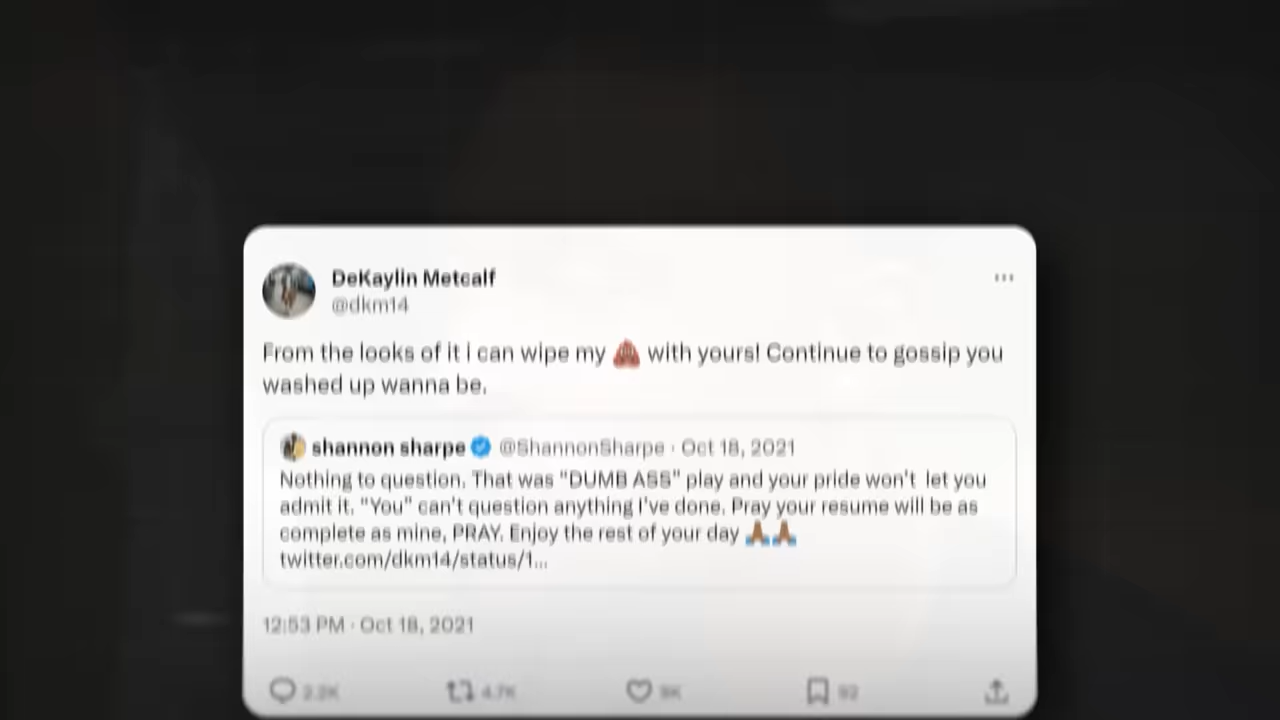 DeKaylin Metcalf
@dkm14
From the looks of it i can wipe my 💩 with yours! Continue to gossip you
washed up wanna be.
shannon sharpe @ShannonSharpe · Oct 18, 2021
Nothing to question. That was "DUMB ASS" play and your pride won't let you
admit it. "You" can't question anything I've done. Pray your resume will be as
complete as mine, PRAY. Enjoy the rest of your day 🙏🏾🙏🏾
twitter.com/dkm14/status/1...
12:53 PM · Oct 18, 2021
4.7K
92